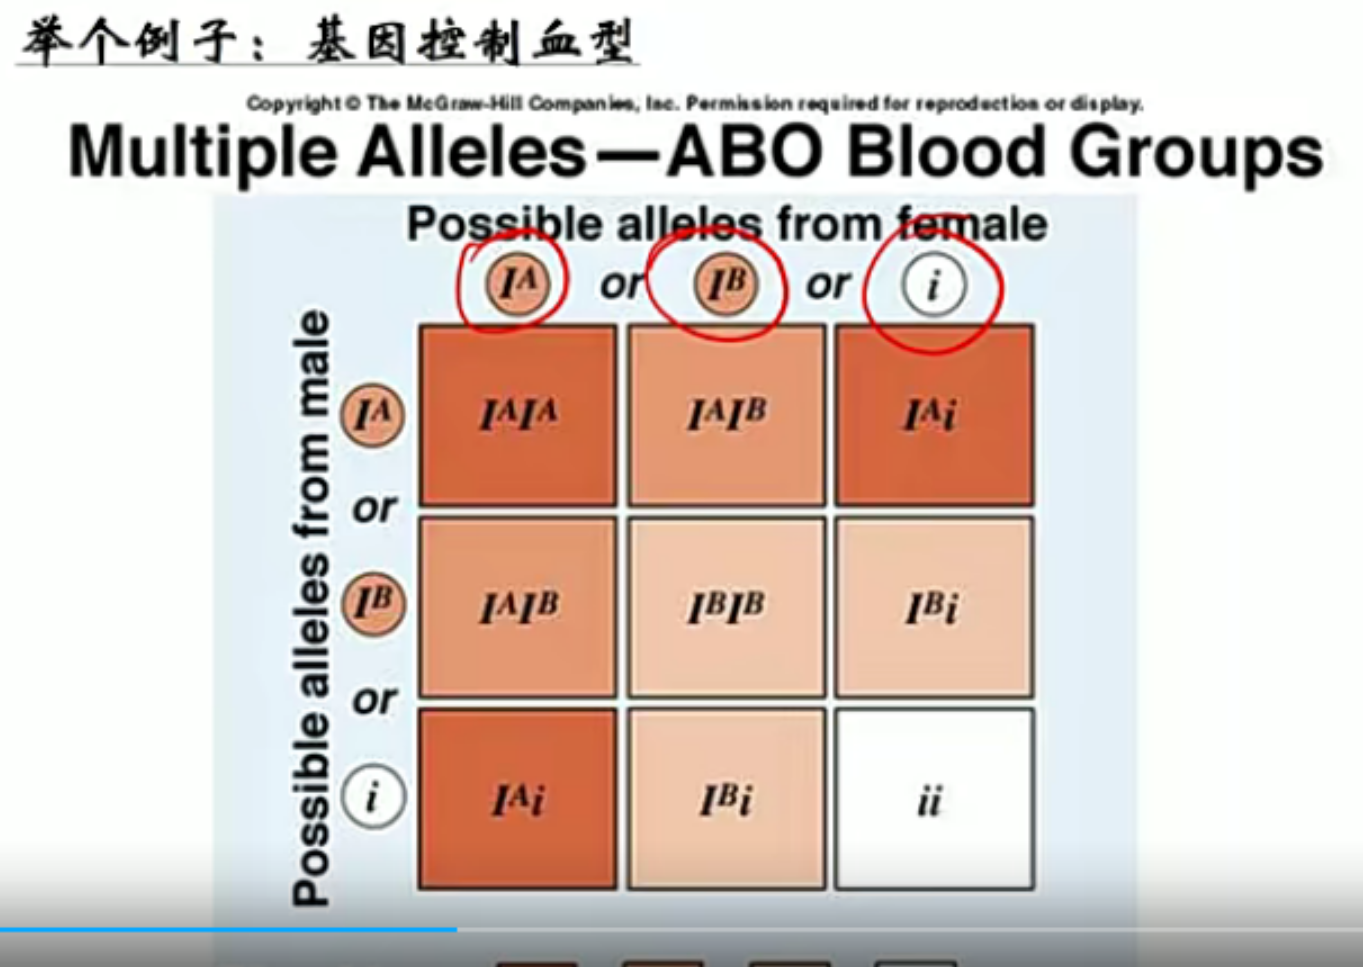 举个例子：基因控制血型
Copyright © The McGraw-Hill Companies, Inc. Permission required for reproduction or display.
Multiple Alleles—ABO Blood Groups
Possible alleles from female
I^A or I^B or i
Possible alleles from male
I^A
I^AI^A I^AI^B I^Ai
or
I^B
I^AI^B I^BI^B I^Bi
or
i
I^Ai I^Bi ii